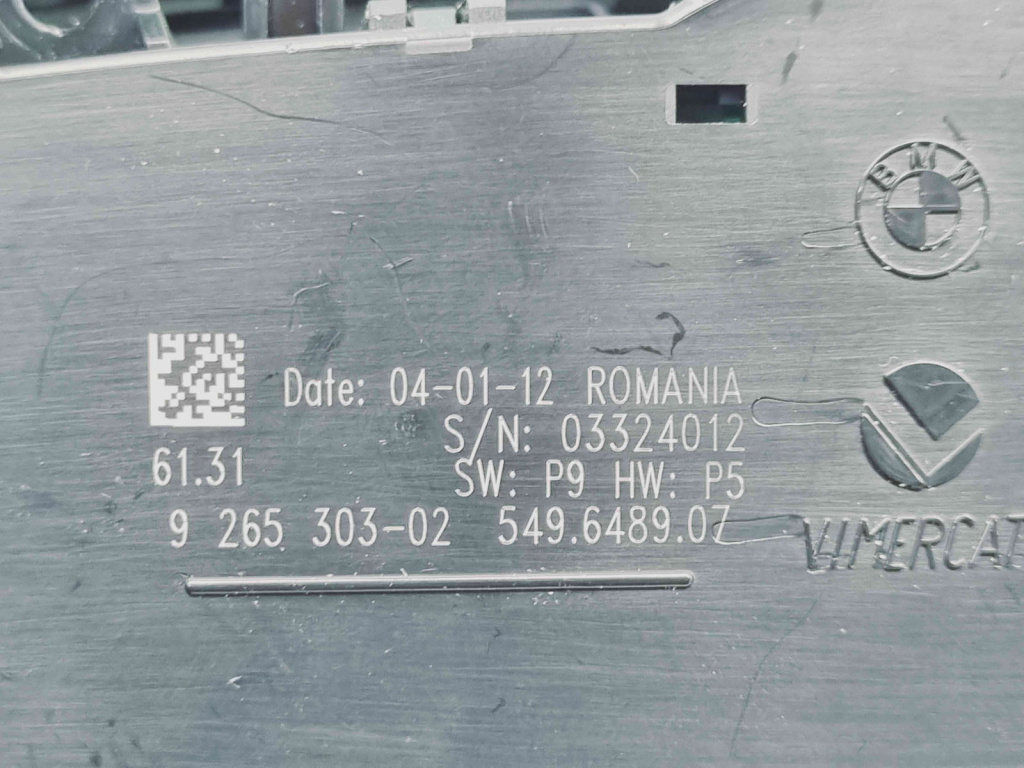 BMW
Date: 04-01-12 ROMANIA
S/N: 03324012
61.31
SW: P9 HW: P5
9 265 303-02 549.6489.07
VIMERCAT